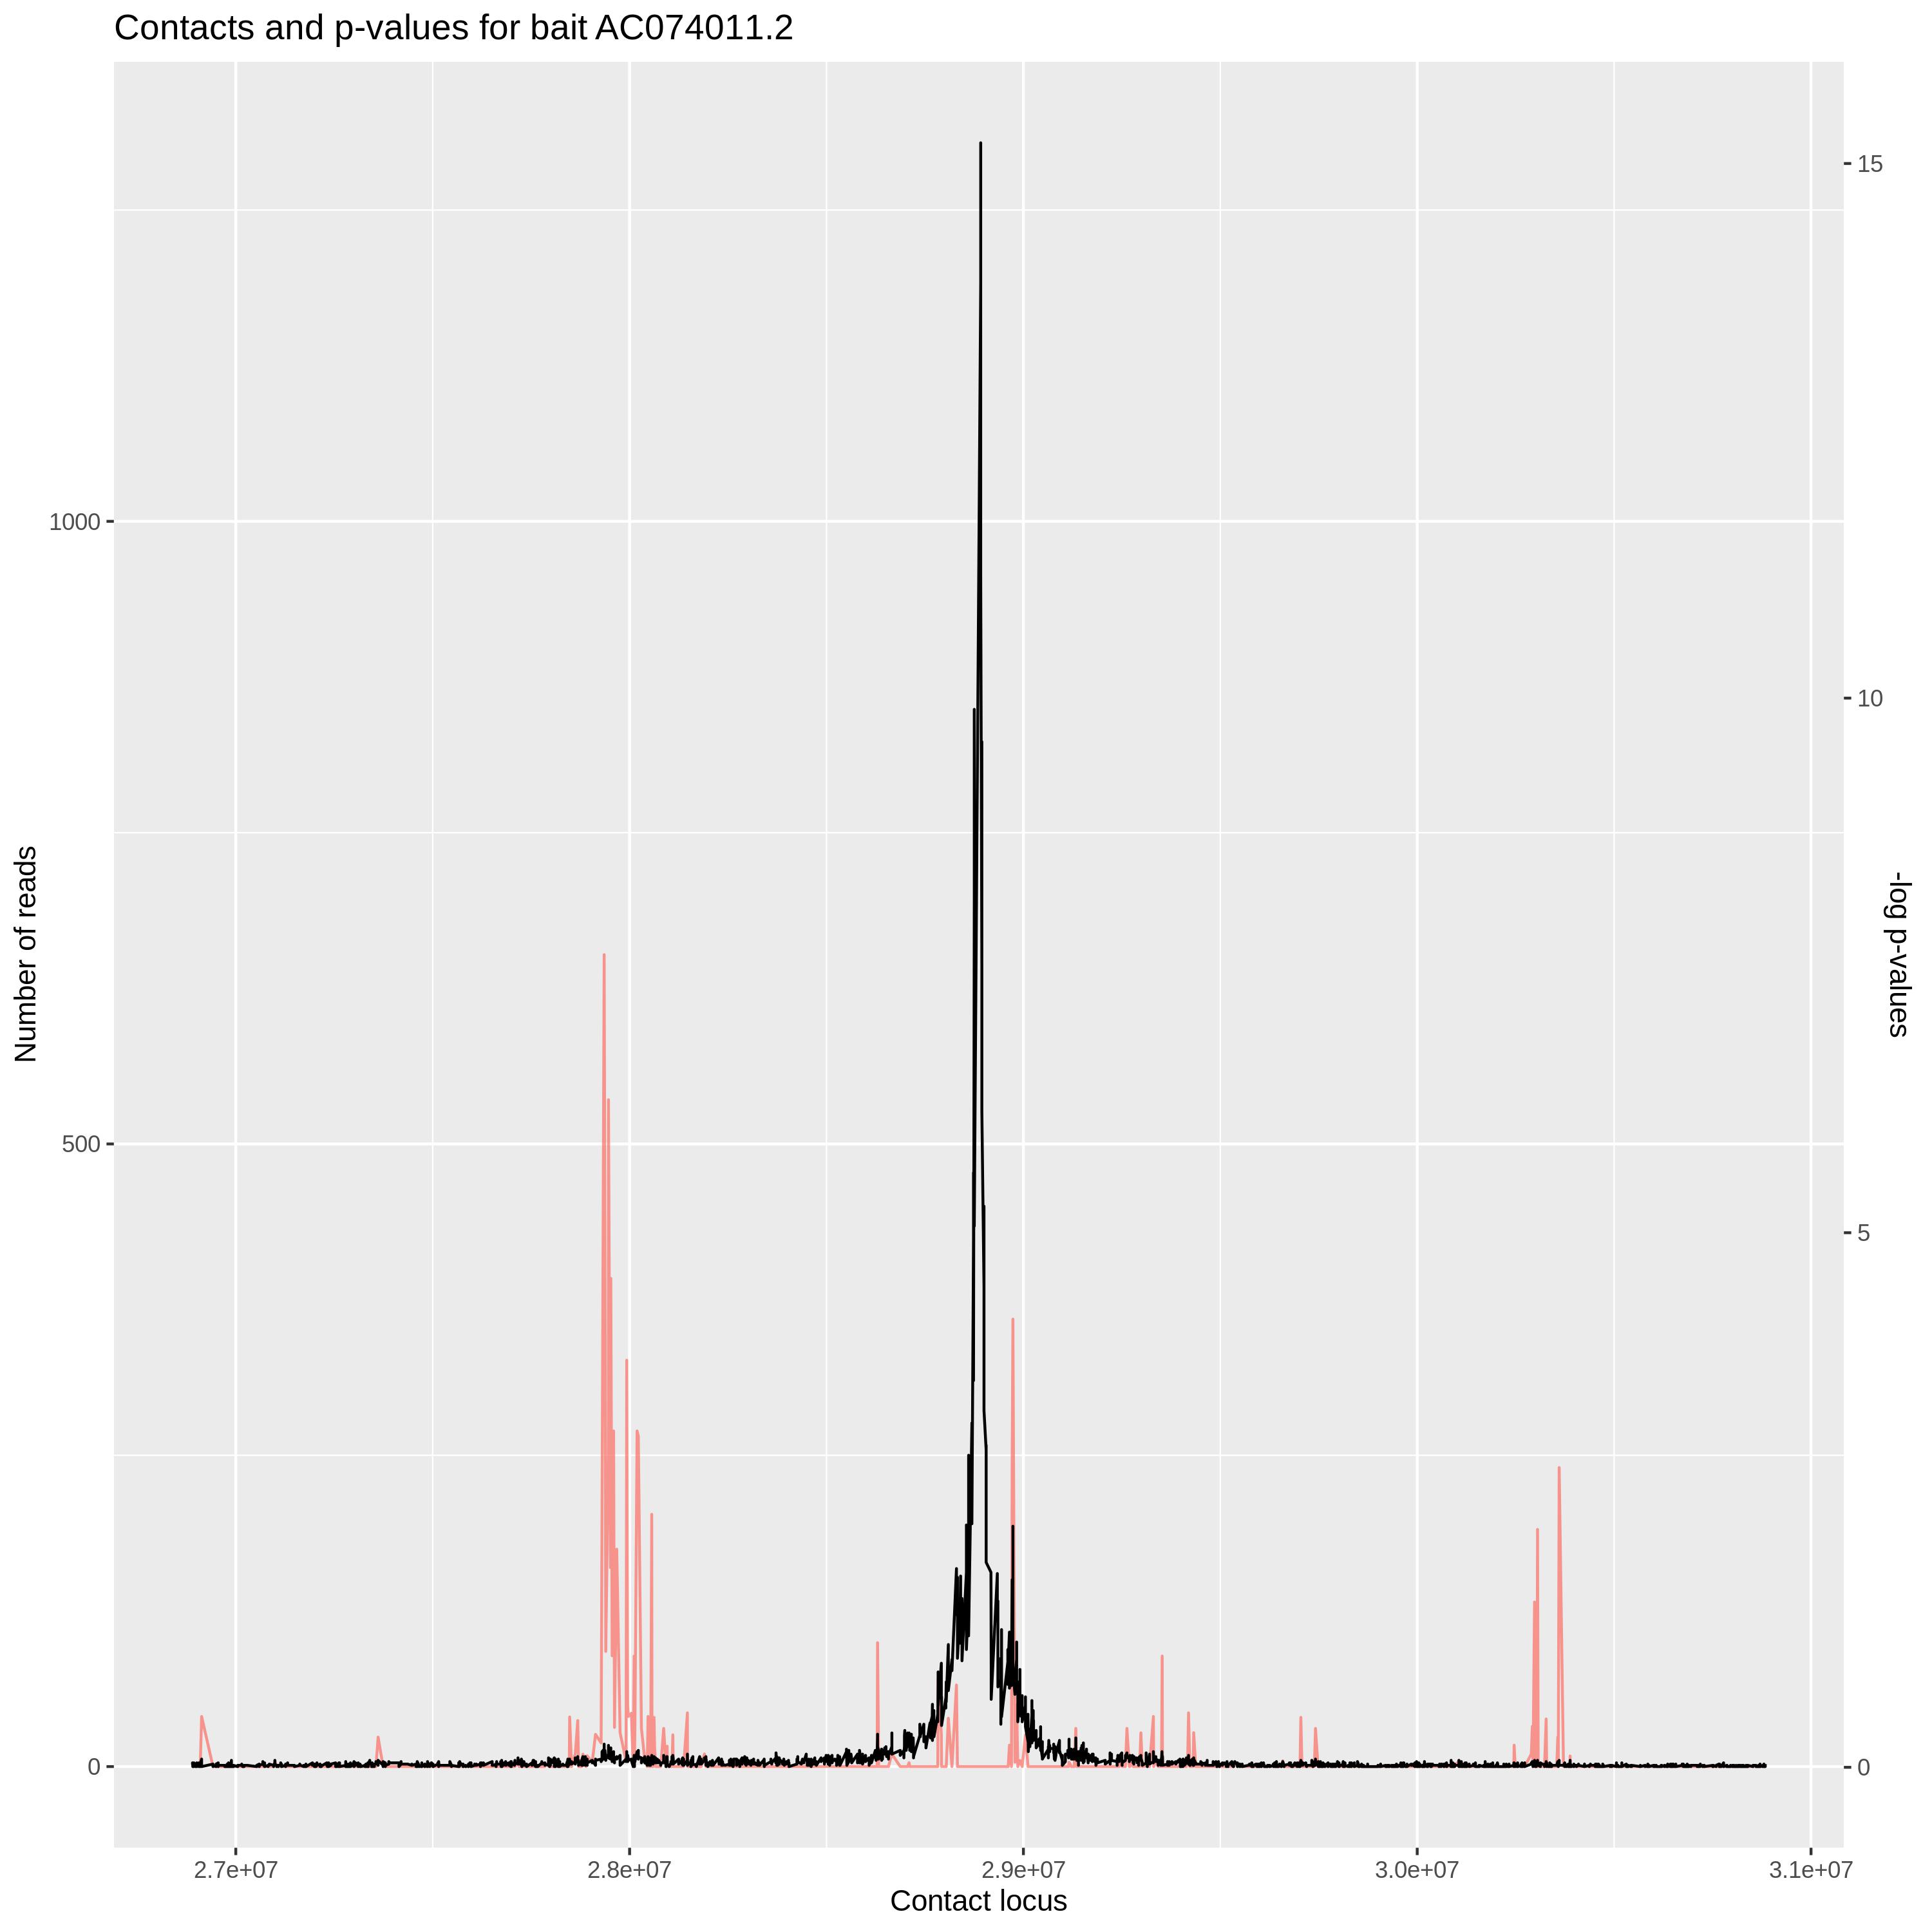 Contacts and p-values for bait AC074011.2
Number of reads
1000
500
0
15
10
5
0
-log p-values
2.7e+07
2.8e+07
2.9e+07
3.0e+07
3.1e+07
Contact locus